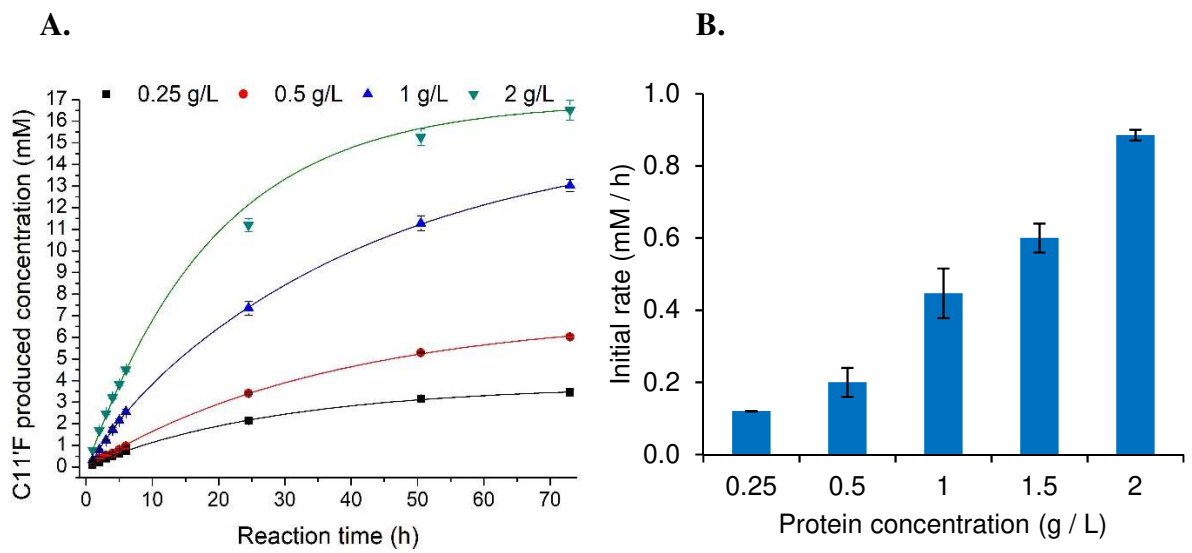 A.
0.25 g/L 0.5 g/L 1 g/L 2 g/L
17
16
15
14
13
12
11
10
9
8
7
6
5
4
3
2
1
0
C11'F produced concentration (mM)
0 10 20 30 40 50 60 70
Reaction time (h)
B.
1.0
0.8
0.6
0.4
0.2
0.0
Initial rate (mM / h)
0.25 0.5 1 1.5 2
Protein concentration (g / L)